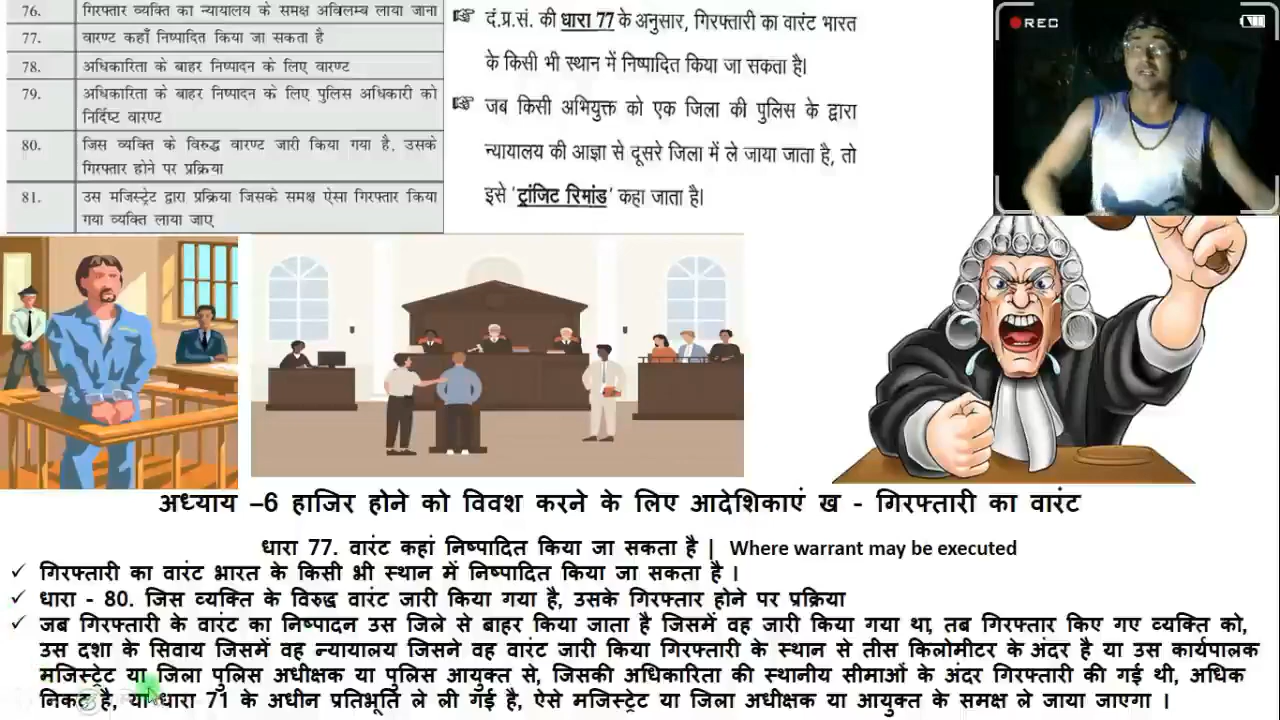 76. गिरफ्तार व्यक्ति का न्यायालय के समक्ष अविलम्ब लाया जाना
77. वारण्ट कहाँ निष्पादित किया जा सकता है
78. अधिकारिता के बाहर निष्पादन के लिए वारण्ट
79. अधिकारिता के बाहर निष्पादन के लिए पुलिस अधिकारी को
निर्दिष्ट वारण्ट
80. जिस व्यक्ति के विरुद्ध वारण्ट जारी किया गया है, उसके
गिरफ्तार होने पर प्रक्रिया
81. उस मजिस्ट्रेट द्वारा प्रक्रिया जिसके समक्ष ऐसा गिरफ्तार किया
गया व्यक्ति लाया जाए
दं.प्र.सं. की धारा 77 के अनुसार, गिरफ्तारी का वारंट भारत
के किसी भी स्थान में निष्पादित किया जा सकता है।
जब किसी अभियुक्त को एक जिला की पुलिस के द्वारा
न्यायालय की आज्ञा से दूसरे जिला में ले जाया जाता है, तो
इसे 'ट्रांजिट रिमांड' कहा जाता है।
REC
अध्याय –6 हाजिर होने को विवश करने के लिए आदेशिकाएं ख - गिरफ्तारी का वारंट
धारा 77. वारंट कहां निष्पादित किया जा सकता है | Where warrant may be executed
✓ गिरफ्तारी का वारंट भारत के किसी भी स्थान में निष्पादित किया जा सकता है ।
✓ धारा - 80. जिस व्यक्ति के विरुद्ध वारंट जारी किया गया है, उसके गिरफ्तार होने पर प्रक्रिया
✓ जब गिरफ्तारी के वारंट का निष्पादन उस जिले से बाहर किया जाता है जिसमें वह जारी किया गया था, तब गिरफ्तार किए गए व्यक्ति को,
उस दशा के सिवाय जिसमें वह न्यायालय जिसने वह वारंट जारी किया गिरफ्तारी के स्थान से तीस किलोमीटर के अंदर है या उस कार्यपालक
मजिस्ट्रेट या जिला पुलिस अधीक्षक या पुलिस आयुक्त से, जिसकी अधिकारिता की स्थानीय सीमाओं के अंदर गिरफ्तारी की गई थी, अधिक
निकट है, या धारा 71 के अधीन प्रतिभूति ले ली गई है, ऐसे मजिस्ट्रेट या जिला अधीक्षक या आयुक्त के समक्ष ले जाया जाएगा ।